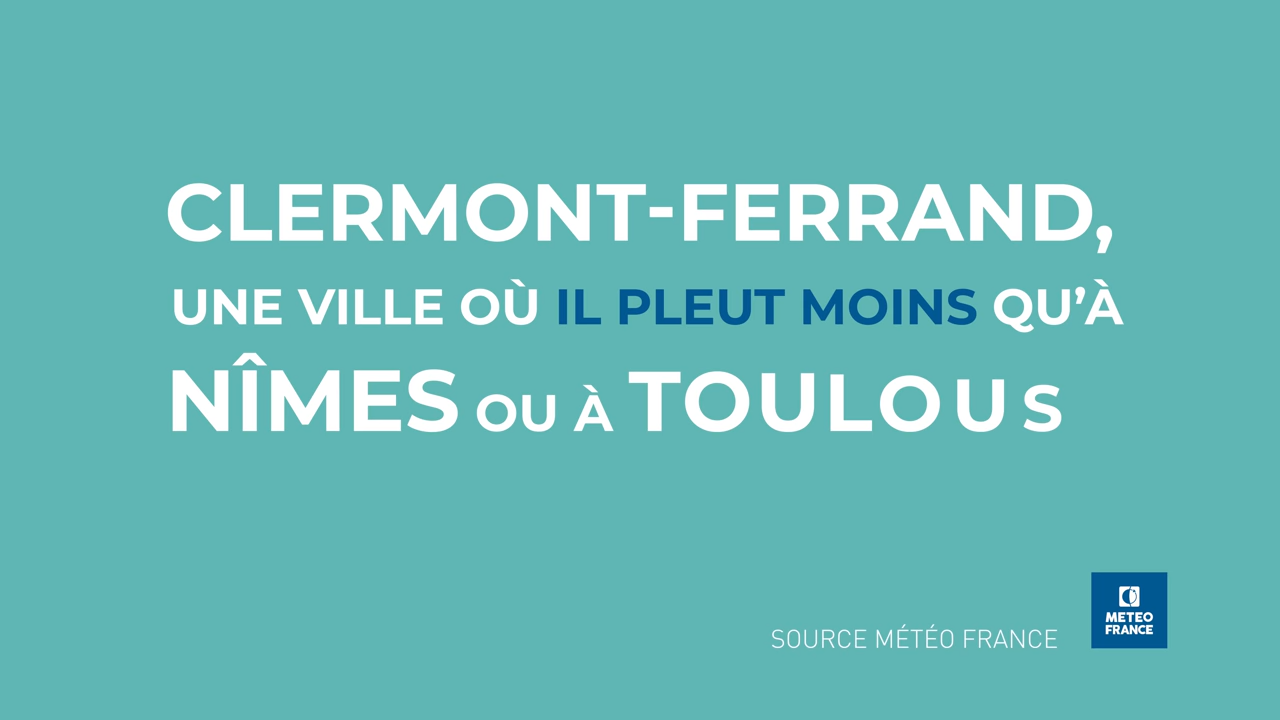 CLERMONT-FERRAND,
UNE VILLE OÙ IL PLEUT MOINS QU’À
NÎMES OU À TOULOUS
SOURCE MÉTÉO FRANCE
METEO
FRANCE